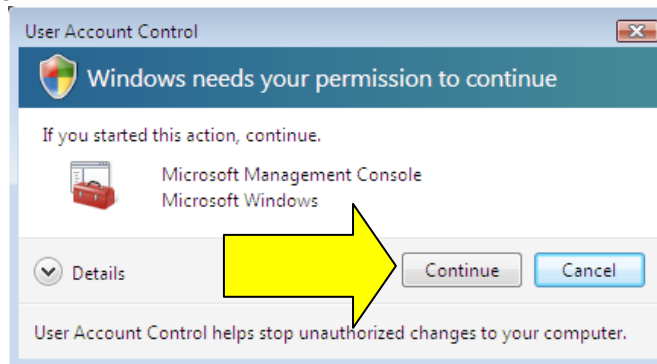 User Account Control
Windows needs your permission to continue
If you started this action, continue.
Microsoft Management Console
Microsoft Windows
Details
Continue
Cancel
User Account Control helps stop unauthorized changes to your computer.